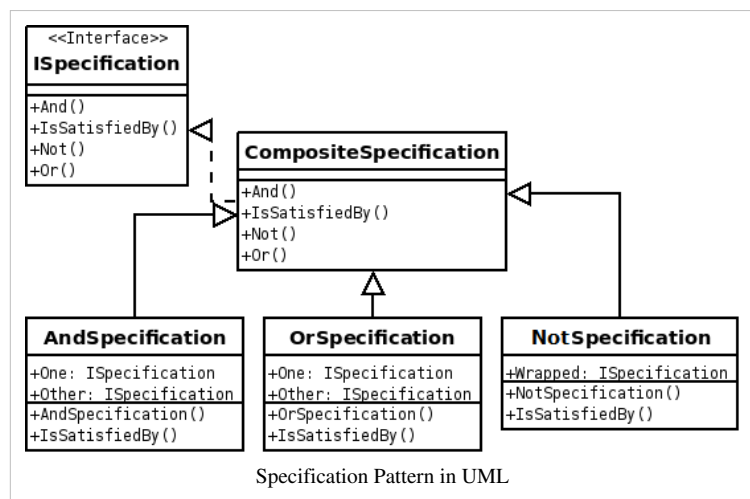 <<Interface>>
ISpecification
+And()
+IsSatisfiedBy()
+Not()
+Or()
CompositeSpecification
+And()
+IsSatisfiedBy()
+Not()
+Or()
AndSpecification
+One: ISpecification
+Other: ISpecification
+AndSpecification()
+IsSatisfiedBy()
OrSpecification
+One: ISpecification
+Other: ISpecification
+OrSpecification()
+IsSatisfiedBy()
NotSpecification
+Wrapped: ISpecification
+NotSpecification()
+IsSatisfiedBy()
Specification Pattern in UML